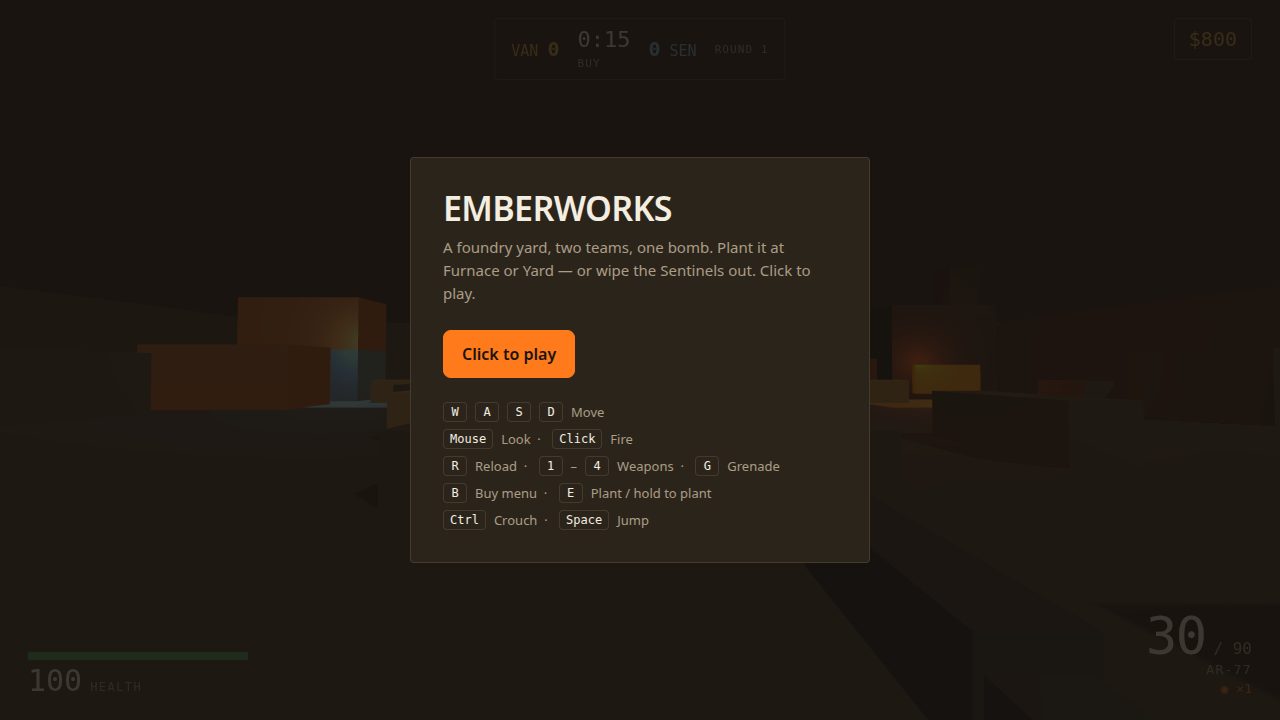 VAN 0 0:15 0 SEN ROUND 1
BUY
$800
EMBERWORKS
A foundry yard, two teams, one bomb. Plant it at
Furnace or Yard — or wipe the Sentinels out. Click to
play.
Click to play
W A S D Move
Mouse Look · Click Fire
R Reload · 1 – 4 Weapons · G Grenade
B Buy menu · E Plant / hold to plant
Ctrl Crouch · Space Jump
100 HEALTH
30 / 90
AR-77
×1